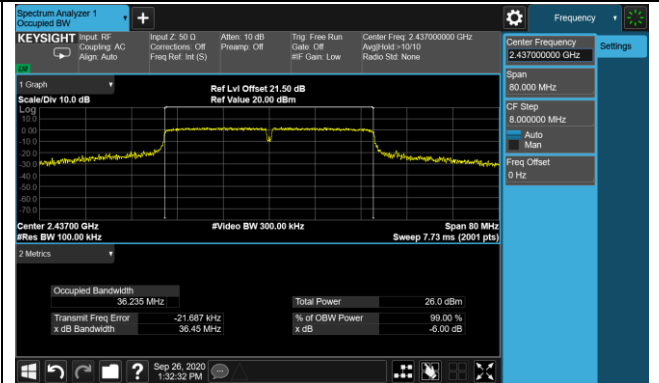 Spectrum Analyzer 1
Occupied BW
Frequency
KEYSIGHT
Input: RF
Coupling: AC
Align: Auto
Input Z: 50 Ω
Corrections: Off
Freq Ref: Int (S)
Atten: 10 dB
Preamp: Off
Trig: Free Run
Gate: Off
#IF Gain: Low
Center Freq: 2.437000000 GHz
Avg|Hold:>10/10
Radio Std: None
Center Frequency
2.437000000 GHz
Settings
Span
80.000 MHz
CF Step
8.000000 MHz
Auto
Man
Freq Offset
0 Hz
1 Graph
Scale/Div 10.0 dB
Ref Lvl Offset 21.50 dB
Ref Value 20.00 dBm
Log
10.0
0.00
-10.0
-20.0
-30.0
-40.0
-50.0
-60.0
-70.0
Center 2.43700 GHz
#Res BW 100.00 kHz
#Video BW 300.00 kHz
Span 80 MHz
Sweep 7.73 ms (2001 pts)
2 Metrics
Occupied Bandwidth
36.235 MHz
Total Power
26.0 dBm
Transmit Freq Error
-21.687 kHz
% of OBW Power
99.00 %
x dB Bandwidth
36.45 MHz
x dB
-6.00 dB
Sep 26, 2020
1:32:32 PM